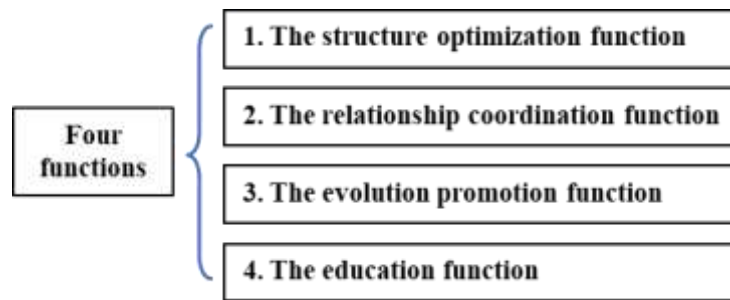 Four
functions
1. The structure optimization function
2. The relationship coordination function
3. The evolution promotion function
4. The education function